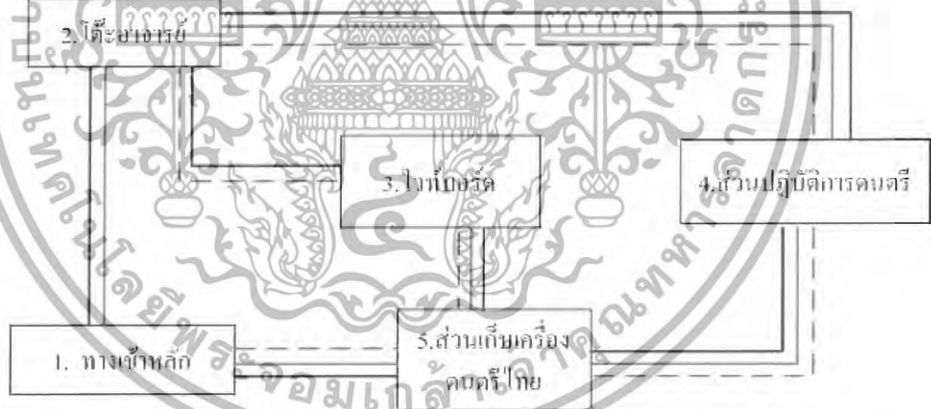 2.โต๊ะอาจารย์
3.ไวท์บอร์ด
4.ส่วนปฏิบัติการดนตรี
1. ทางเข้าหลัก
5.ส่วนเก็บเครื่อง
ดนตรีไทย